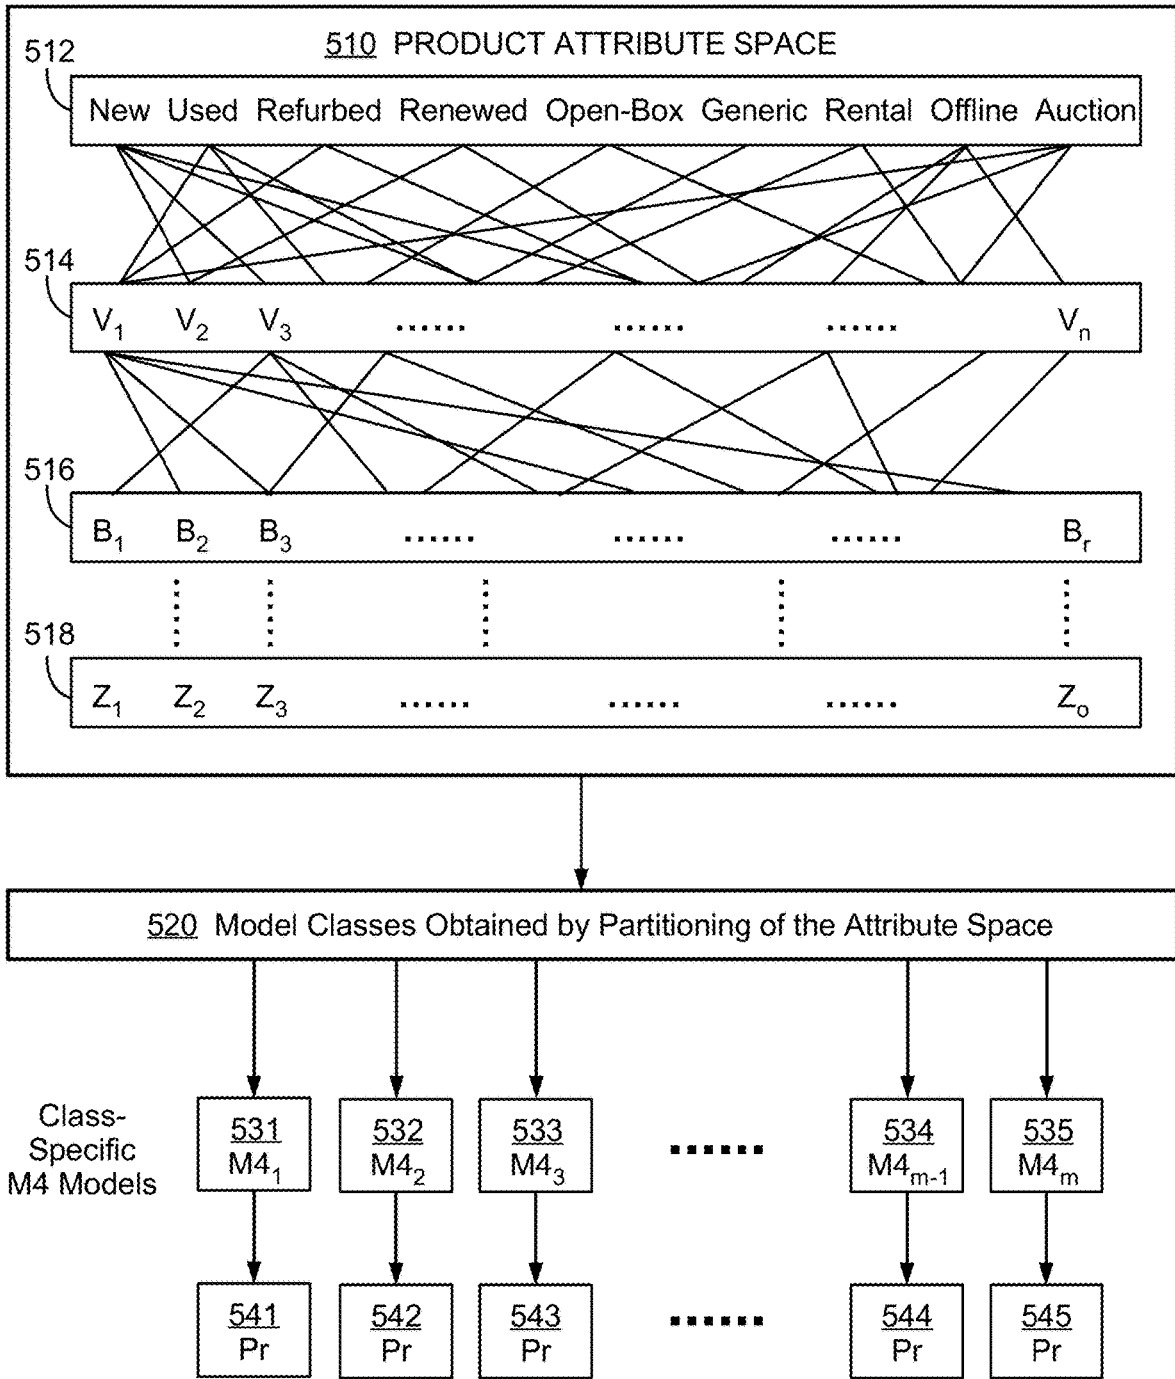 510 PRODUCT ATTRIBUTE SPACE
512
New Used Refurbed Renewed Open-Box Generic Rental Offline Auction
514
V1 V2 V3 ...... ...... ...... Vn
516
B1 B2 B3 ...... ...... ...... Br
518
Z1 Z2 Z3 ...... ...... ...... Zo
520 Model Classes Obtained by Partitioning of the Attribute Space
Class-
Specific
M4 Models
531
M41
532
M42
533
M43
.......
534
M4m-1
535
M4m
541
Pr
542
Pr
543
Pr
.......
544
Pr
545
Pr